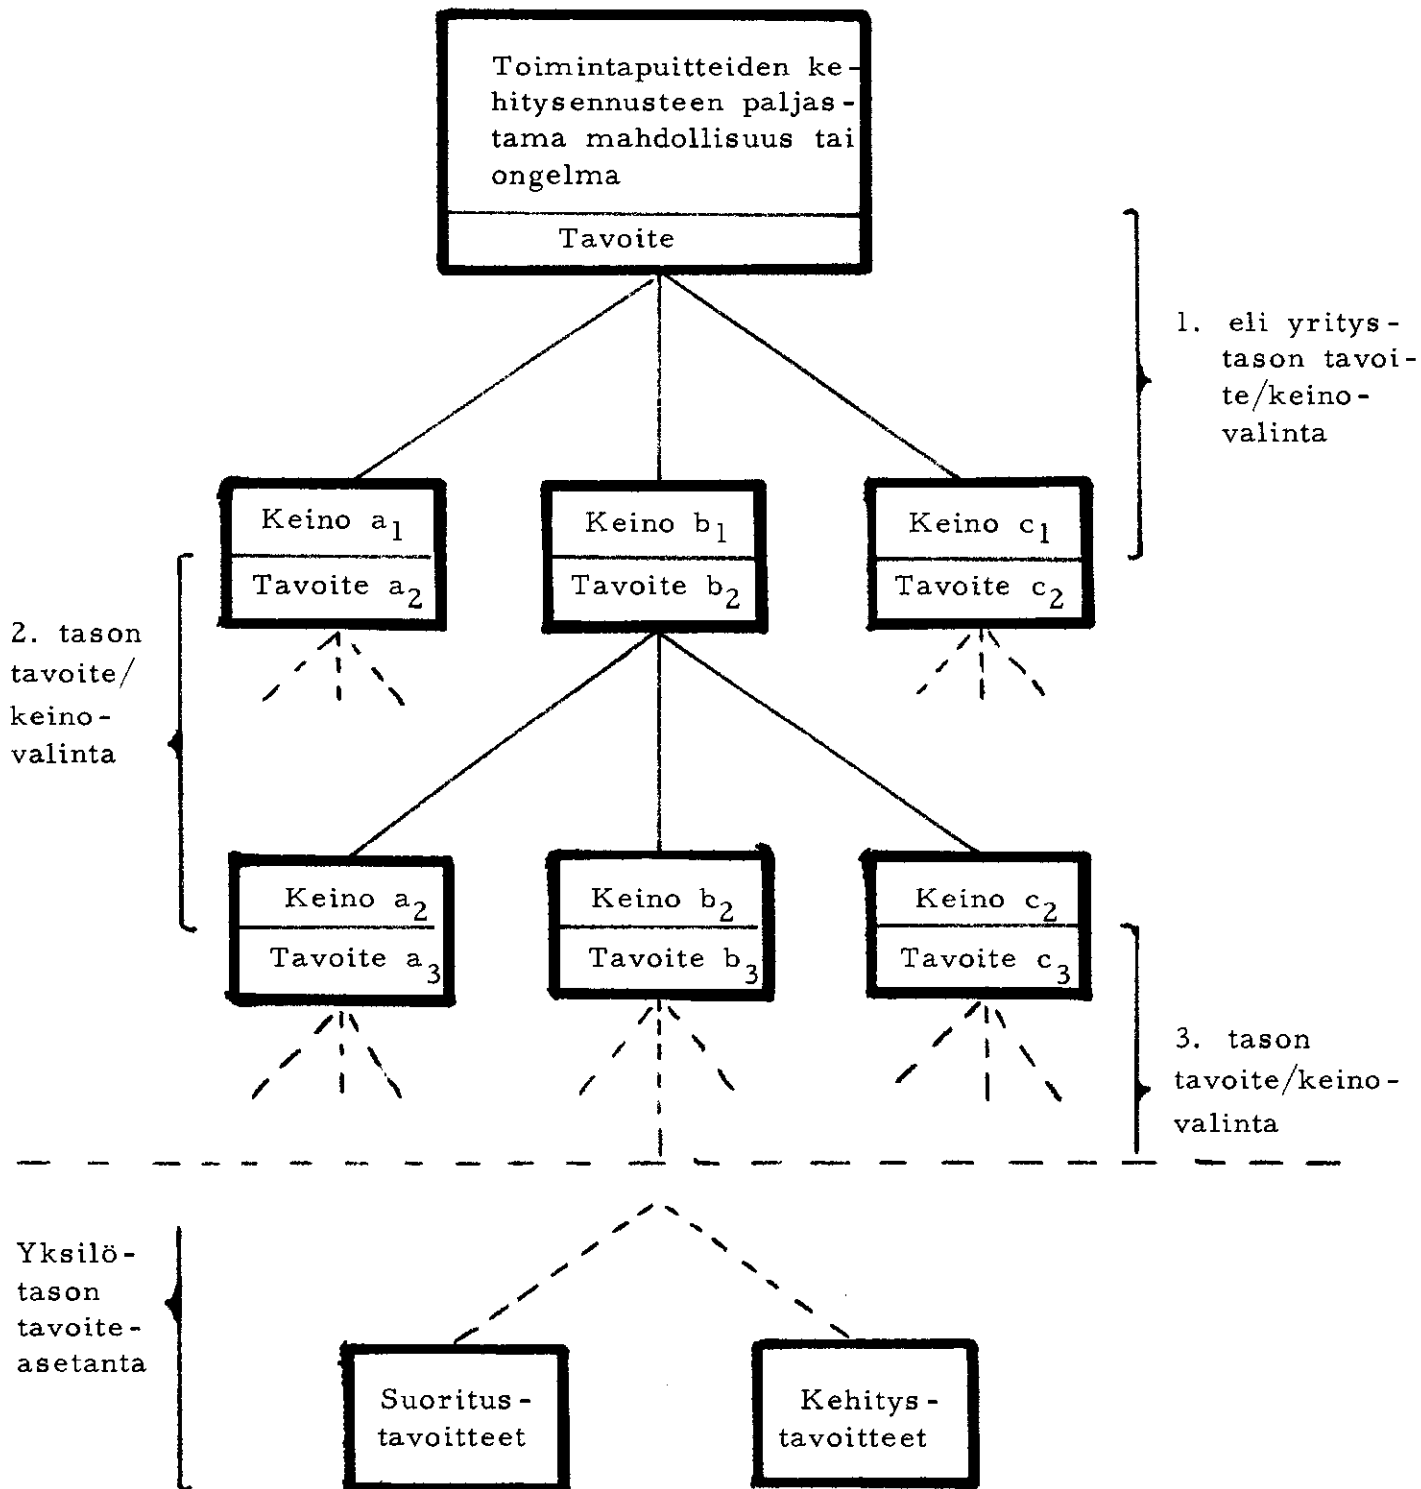 Toimintapuitteiden ke-
hitysennusteen paljas-
tama mahdollisuus tai
ongelma
Tavoite
1. eli yritys-
tason tavoi-
te/keino-
valinta
Keino a1
Tavoite a2
Keino b1
Tavoite b2
Keino c1
Tavoite c2
2. tason
tavoite/
keino-
valinta
Keino a2
Tavoite a3
Keino b2
Tavoite b3
Keino c2
Tavoite c3
3. tason
tavoite/keino-
valinta
Yksilö-
tason
tavoite-
asetanta
Suoritus-
tavoitteet
Kehitys-
tavoitteet